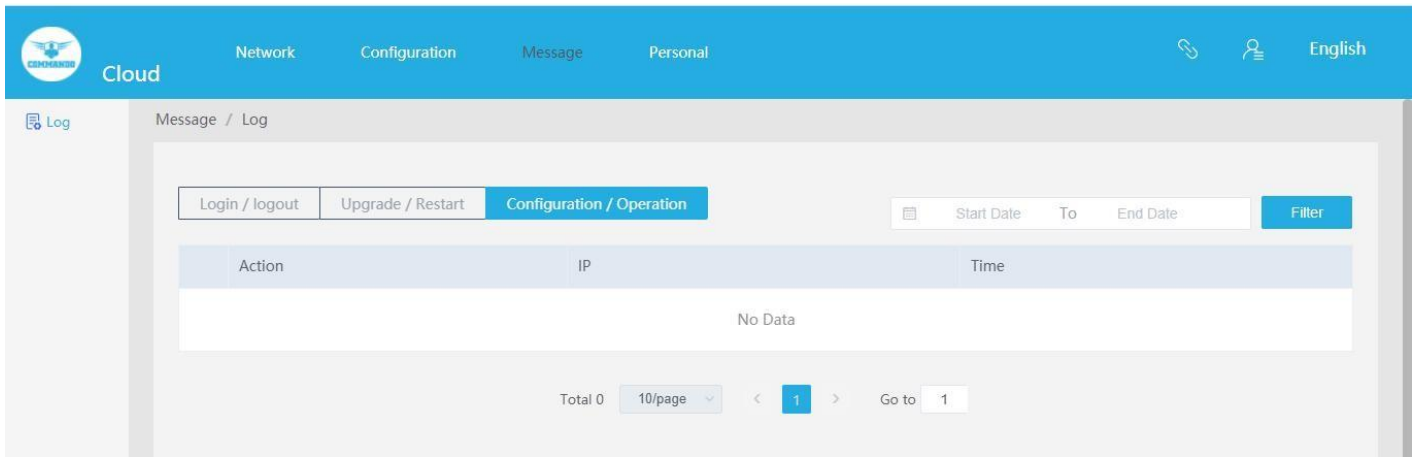 COMMANDO
Cloud
Network Configuration Message Personal English
Log
Message / Log
Login / logout Upgrade / Restart Configuration / Operation Start Date To End Date Filter
Action IP Time
No Data
Total 0 10/page < 1 > Go to 1